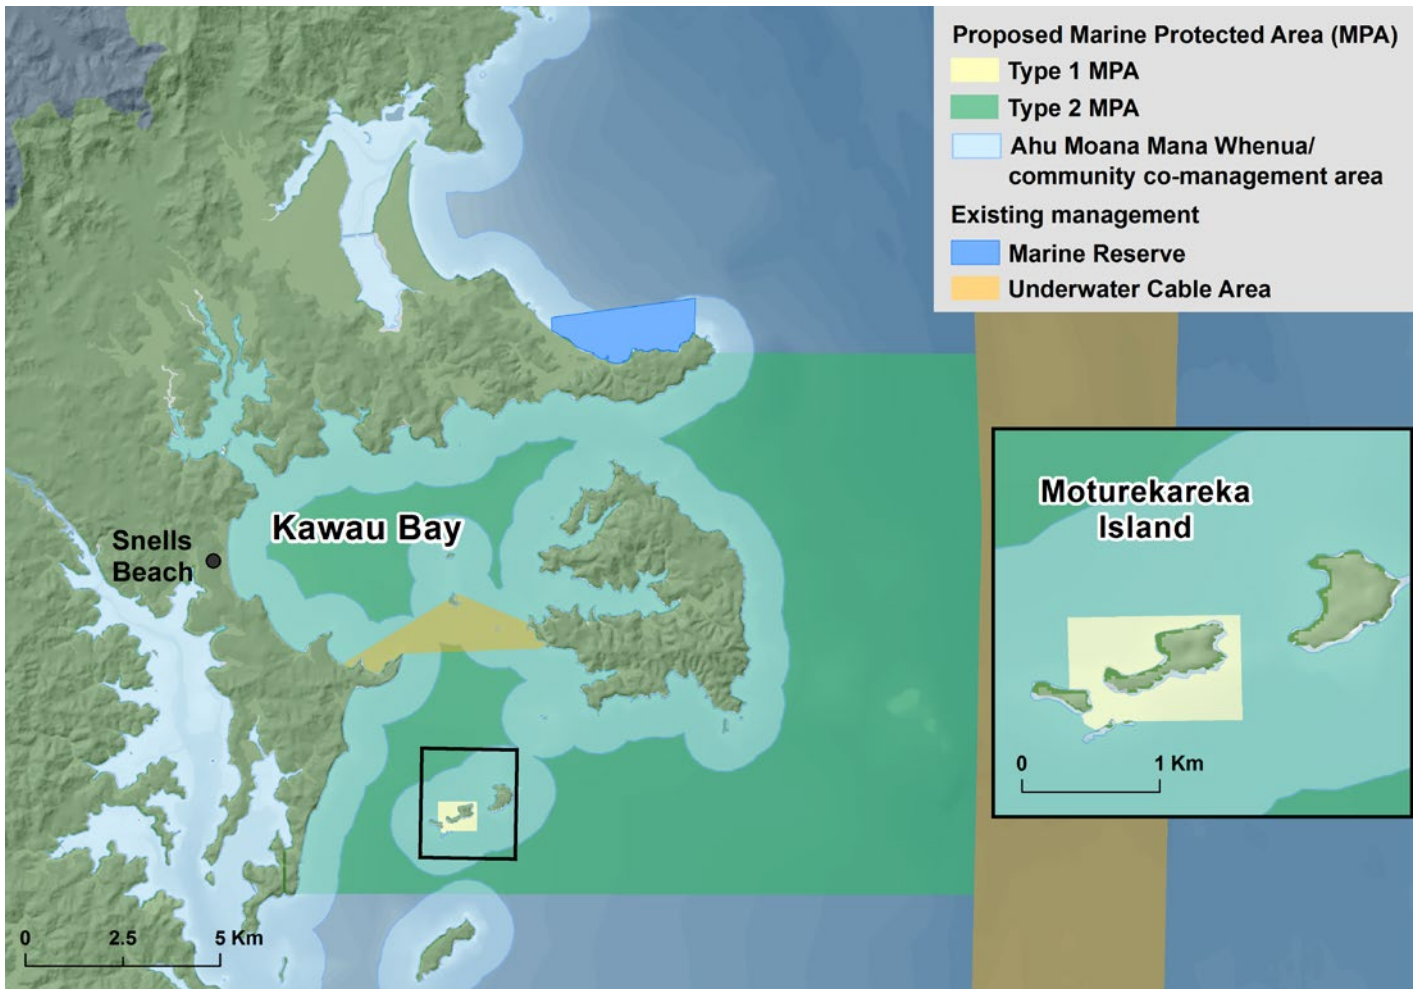 Proposed Marine Protected Area (MPA)
Type 1 MPA
Type 2 MPA
Ahu Moana Mana Whenua/
community co-management area
Existing management
Marine Reserve
Underwater Cable Area
Kawau Bay
Snells
Beach
Moturekareka
Island
0 1 Km
0 2.5 5 Km